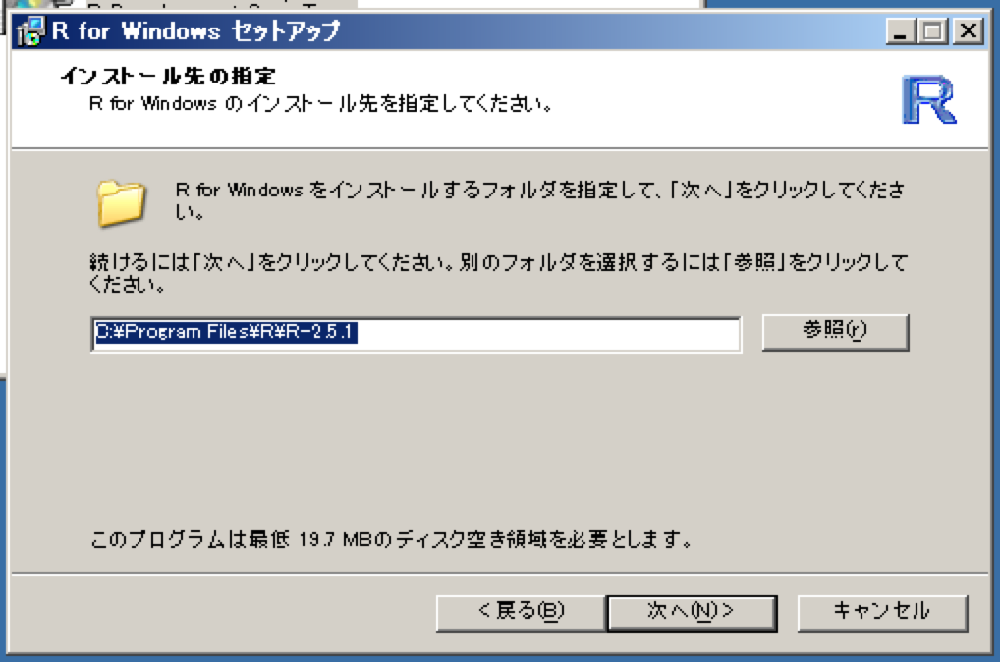 R for Windows セットアップ
インストール先の指定
R for Windows のインストール先を指定してください。
R
R for Windows をインストールするフォルダを指定して、「次へ」をクリックしてくださ
い。
続けるには「次へ」をクリックしてください。別のフォルダを選択するには「参照」をクリックして
ください。
C:¥Program Files¥R¥R-2.5.1
参照(r)
このプログラムは最低 19.7 MBのディスク空き領域を必要とします。
< 戻る(B)
次へ(N) >
キャンセル